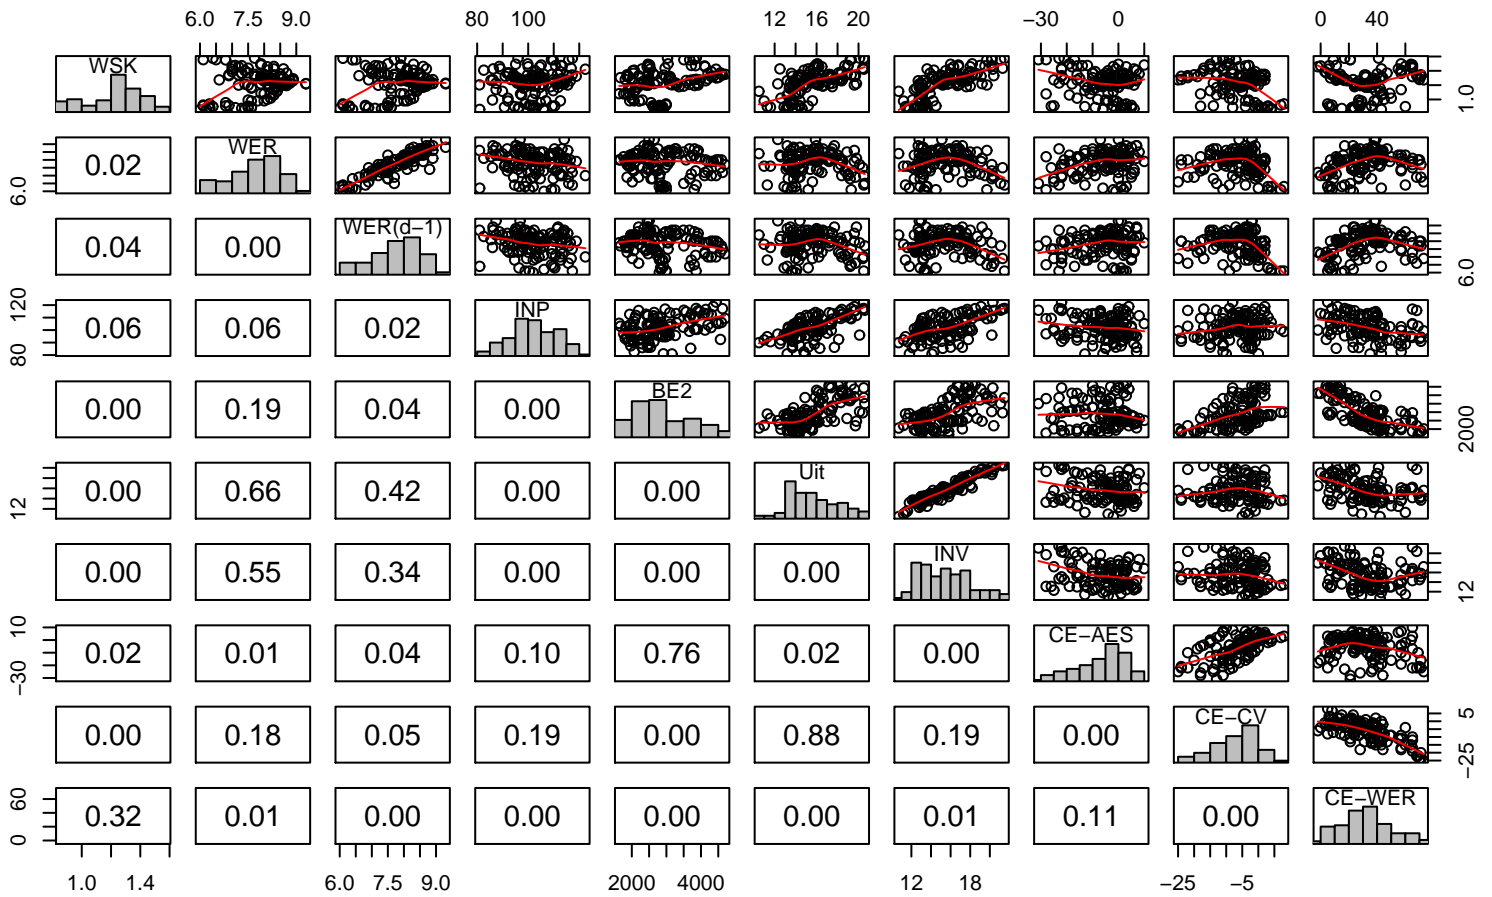 6.0 7.5 9.0 80 100 12 16 20 −30 0 0 40
WSK 1.0
6.0 0.02 WER
0.04 0.00 WER(d−1) 6.0
80 120 0.06 0.06 0.02 INP
0.00 0.19 0.04 0.00 BE2 2000
12 0.00 0.66 0.42 0.00 0.00 Uit
0.00 0.55 0.34 0.00 0.00 0.00 INV 12
−30 10 0.02 0.01 0.04 0.10 0.76 0.02 0.00 CE−AES
0.00 0.18 0.05 0.19 0.00 0.88 0.19 0.00 CE−CV −25 5
0 60 0.32 0.01 0.00 0.00 0.00 0.00 0.01 0.11 0.00 CE−WER
1.0 1.4 6.0 7.5 9.0 2000 4000 12 18 −25 −5